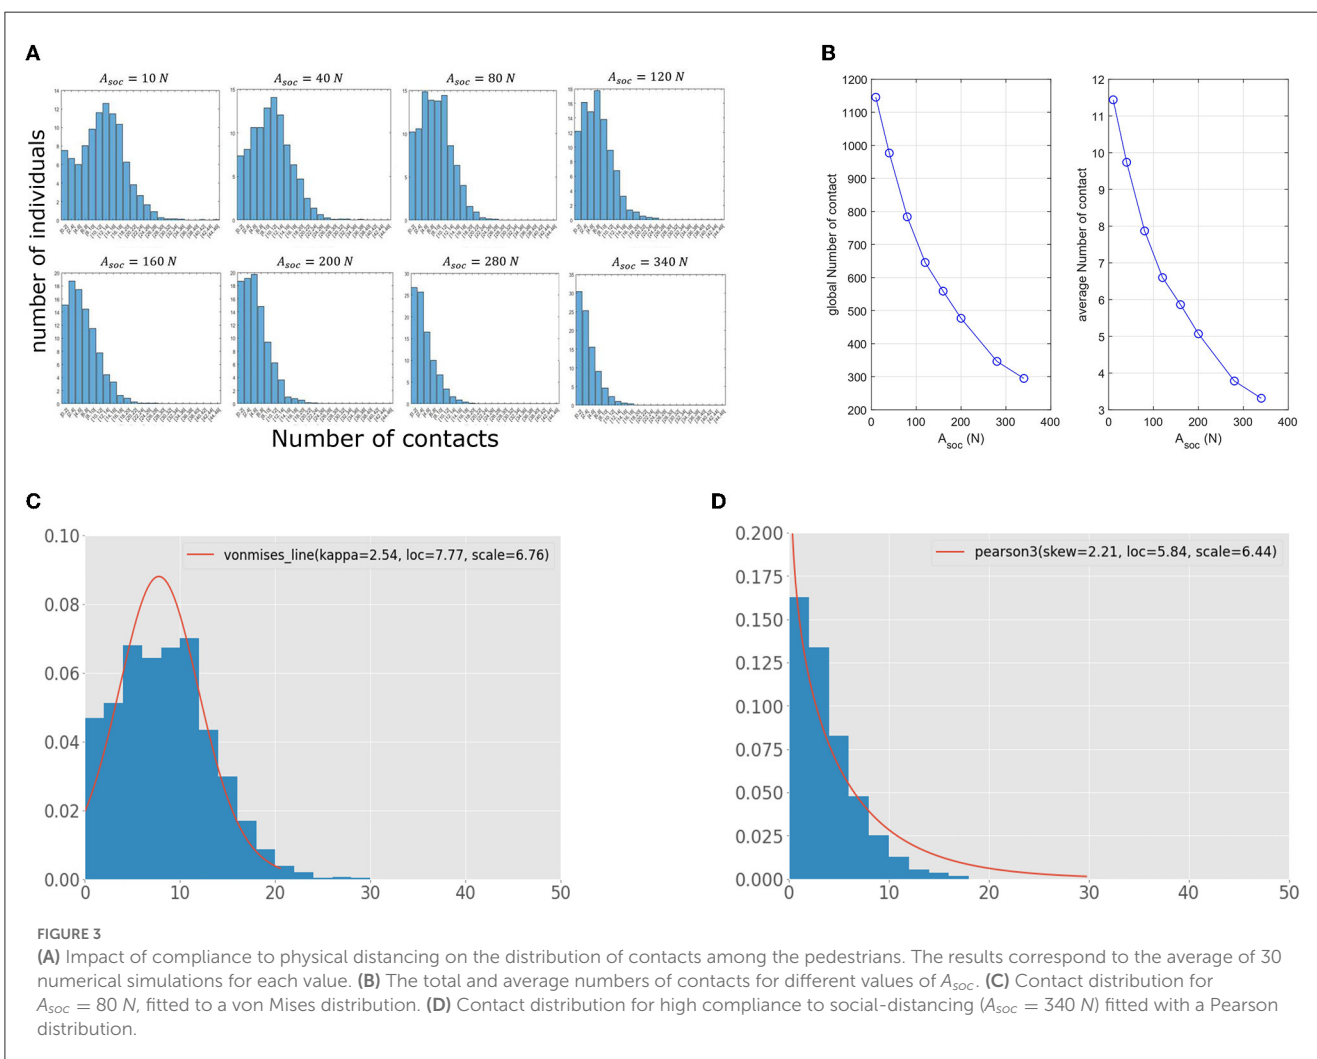 A
A_soc = 10 N
A_soc = 40 N
A_soc = 80 N
A_soc = 120 N
A_soc = 160 N
A_soc = 200 N
A_soc = 280 N
A_soc = 340 N
number of individuals
Number of contacts
B
1200
1100
1000
900
800
700
600
500
400
300
200
global Number of contact
0 100 200 300 400
A_soc (N)
12
11
10
9
8
7
6
5
4
3
average Number of contact
0 100 200 300 400
A_soc (N)
C
vonmises_line(kappa=2.54, loc=7.77, scale=6.76)
0.10
0.08
0.06
0.04
0.02
0.00
0 10 20 30 40 50
D
pearson3(skew=2.21, loc=5.84, scale=6.44)
0.200
0.175
0.150
0.125
0.100
0.075
0.050
0.025
0.000
0 10 20 30 40 50
FIGURE 3
(A) Impact of compliance to physical distancing on the distribution of contacts among the pedestrians. The results correspond to the average of 30
numerical simulations for each value. (B) The total and average numbers of contacts for different values of A_soc. (C) Contact distribution for
A_soc = 80 N, fitted to a von Mises distribution. (D) Contact distribution for high compliance to social-distancing (A_soc = 340 N) fitted with a Pearson
distribution.